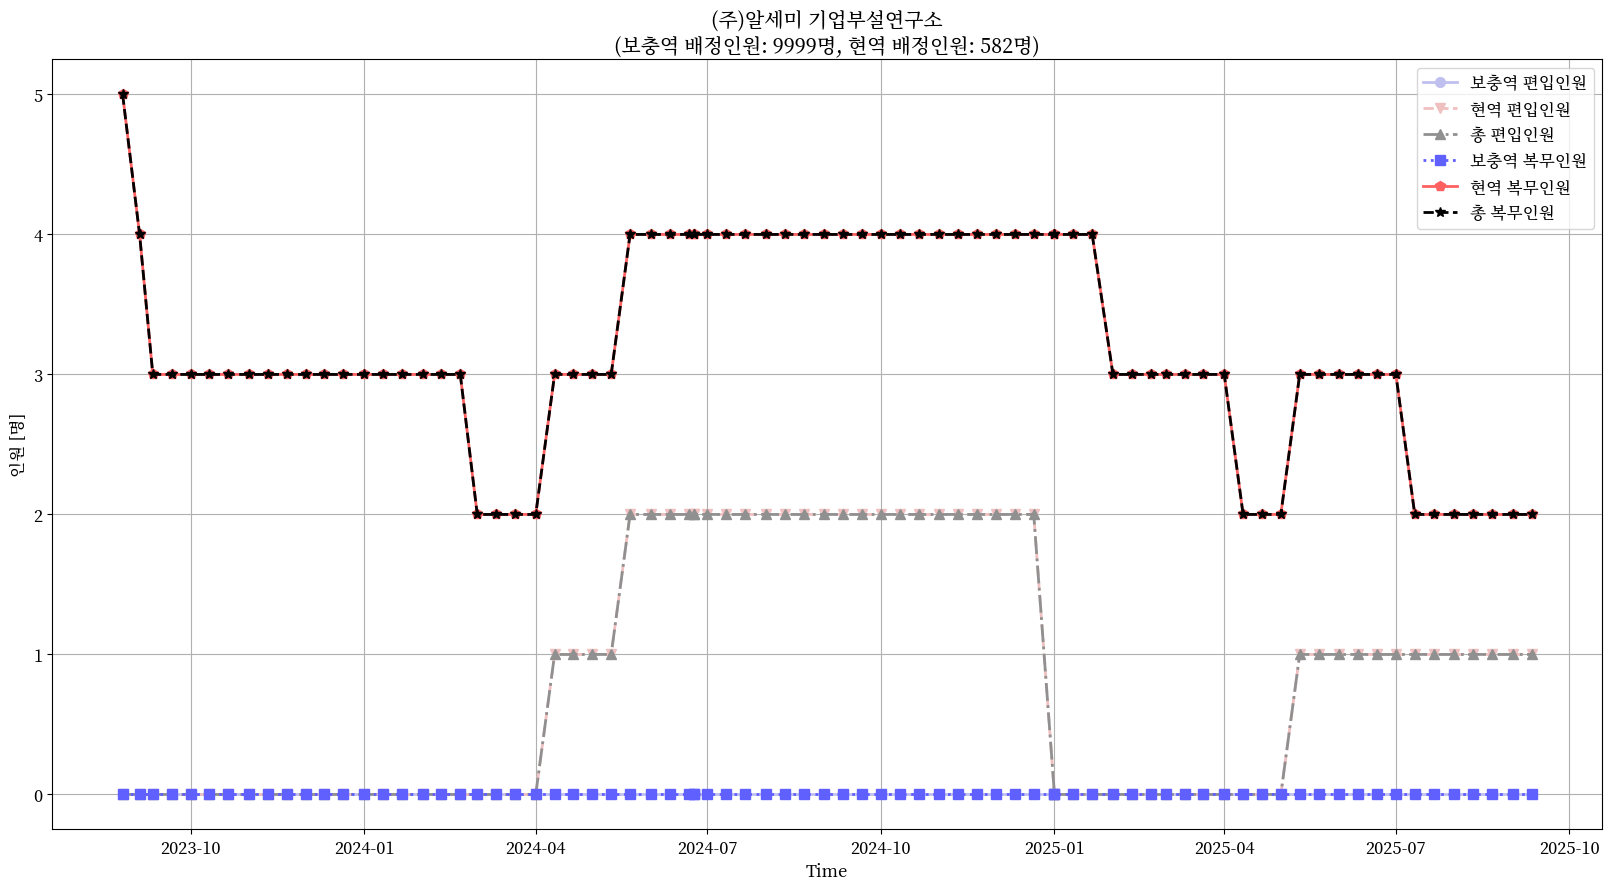 (주)알세미 기업부설연구소
(보충역 배정인원: 9999명, 현역 배정인원: 582명)
보충역 편입인원
현역 편입인원
총 편입인원
보충역 복무인원
현역 복무인원
총 복무인원
인원 [명]
5
4
3
2
1
0
2023-10
2024-01
2024-04
2024-07
2024-10
2025-01
2025-04
2025-07
2025-10
Time